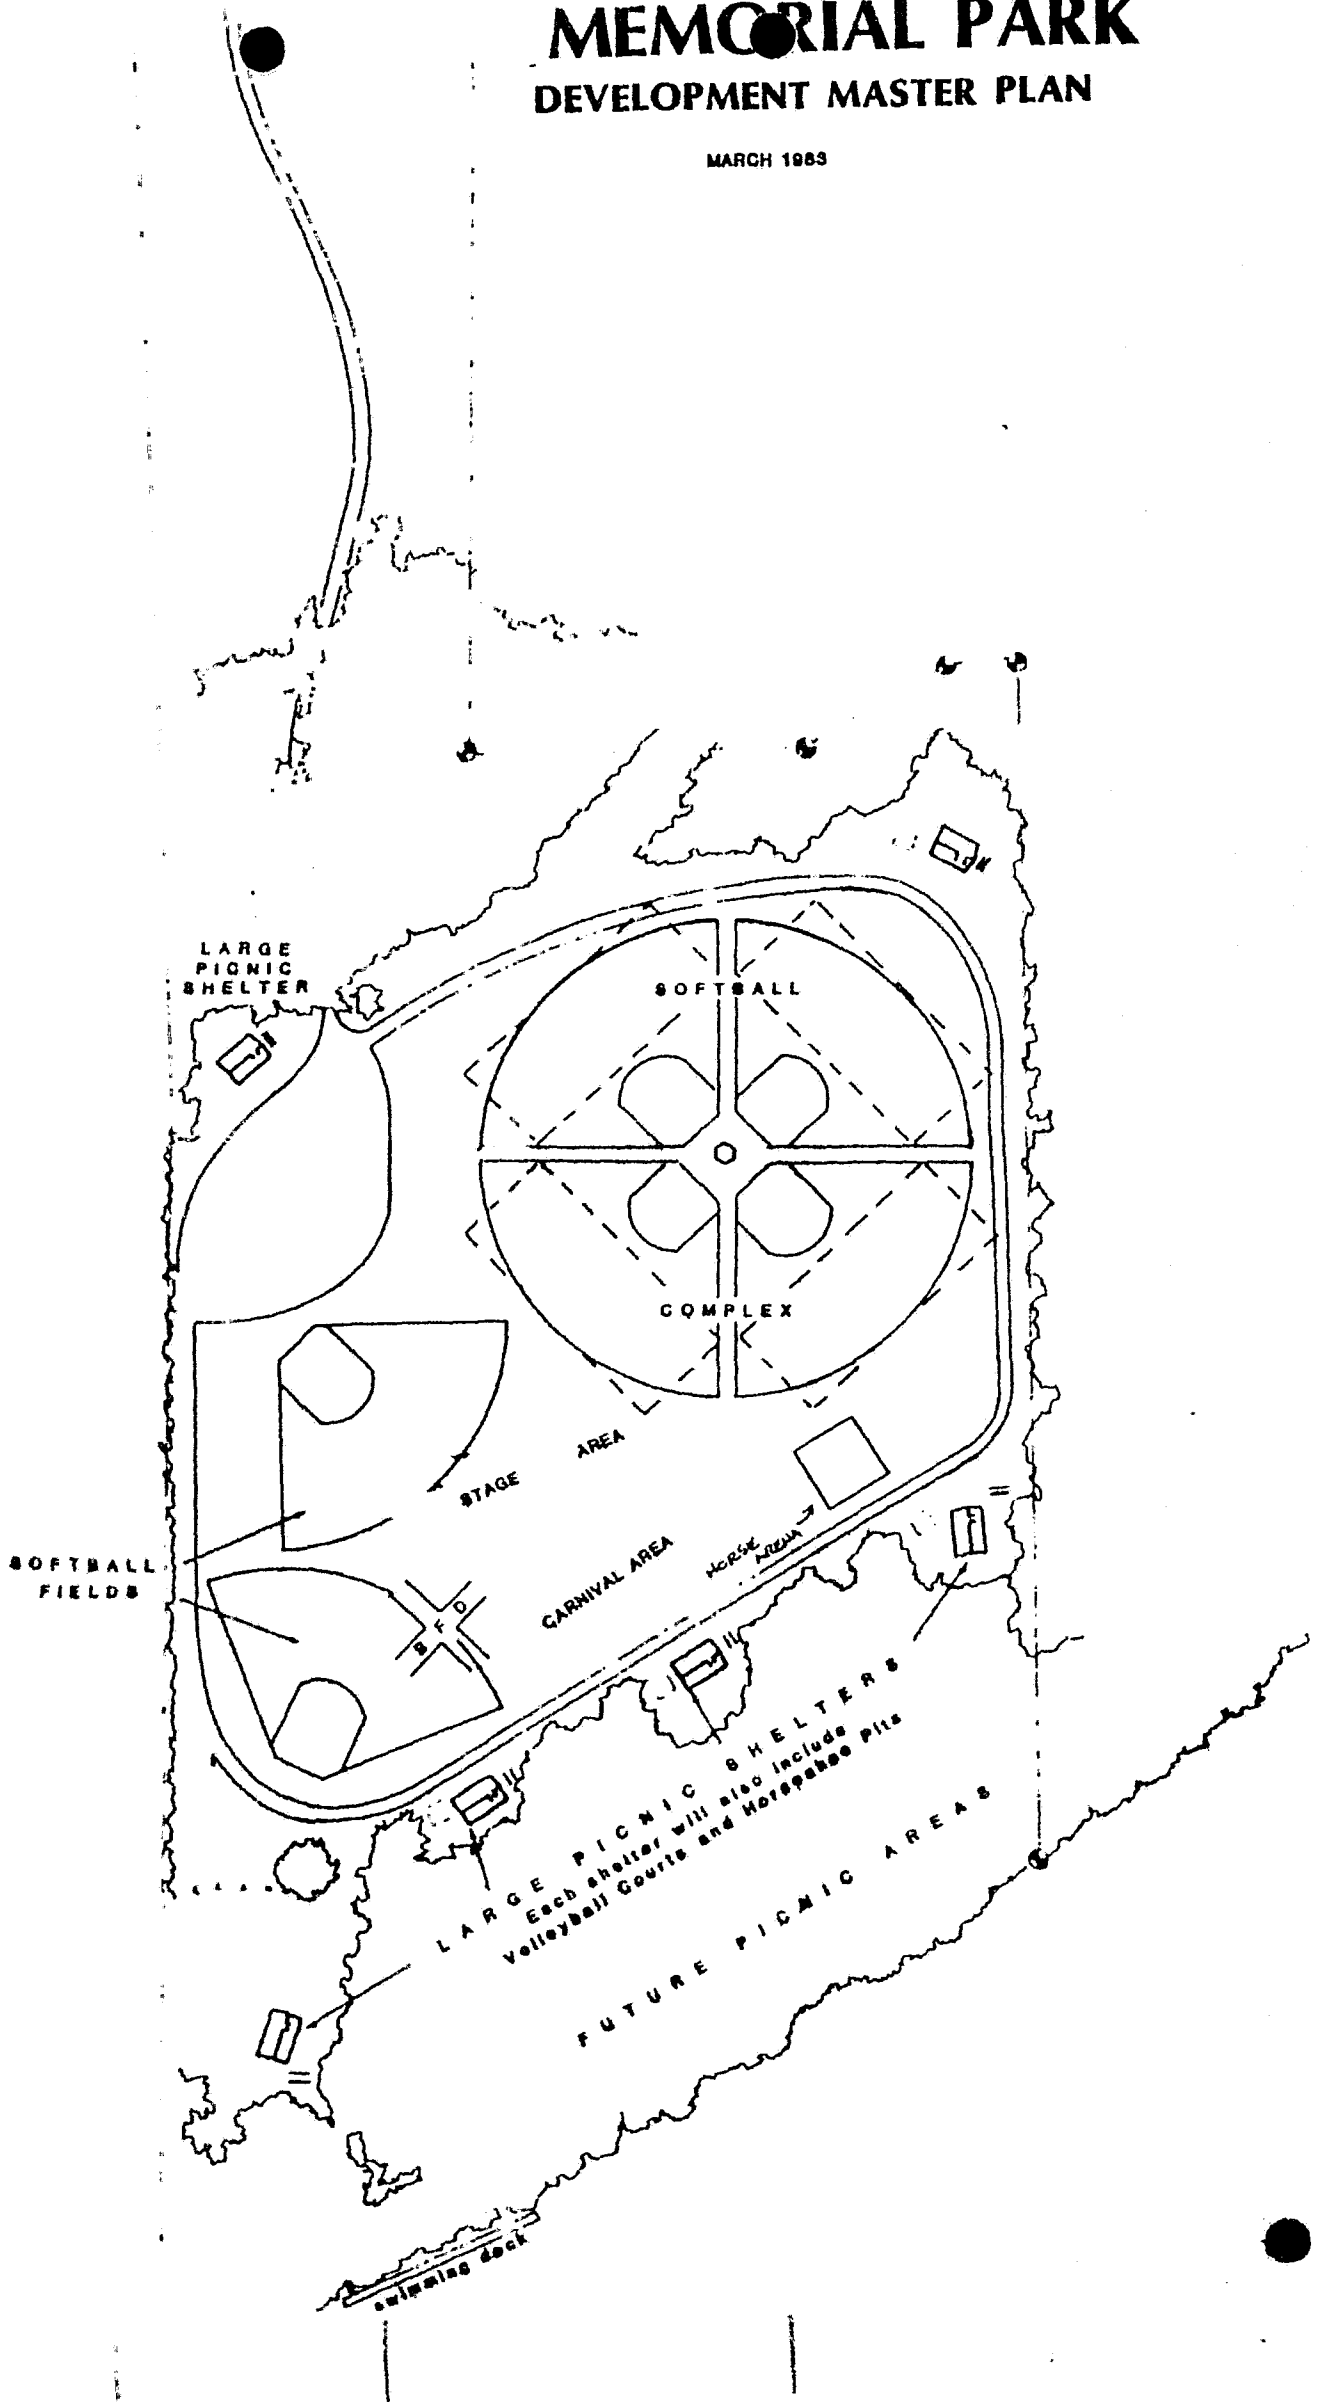 MEMORIAL PARK
DEVELOPMENT MASTER PLAN
MARCH 1983
LARGE
PICNIC
SHELTER
SOFTBALL
COMPLEX
STAGE AREA
SOFTBALL
FIELDS
CARNIVAL AREA
HORSE
ARENA
B F D
LARGE PICNIC SHELTERS
Each shelter will also include
Volleyball Courts and Horseshoe Pits
FUTURE PICNIC AREAS
swimming dock